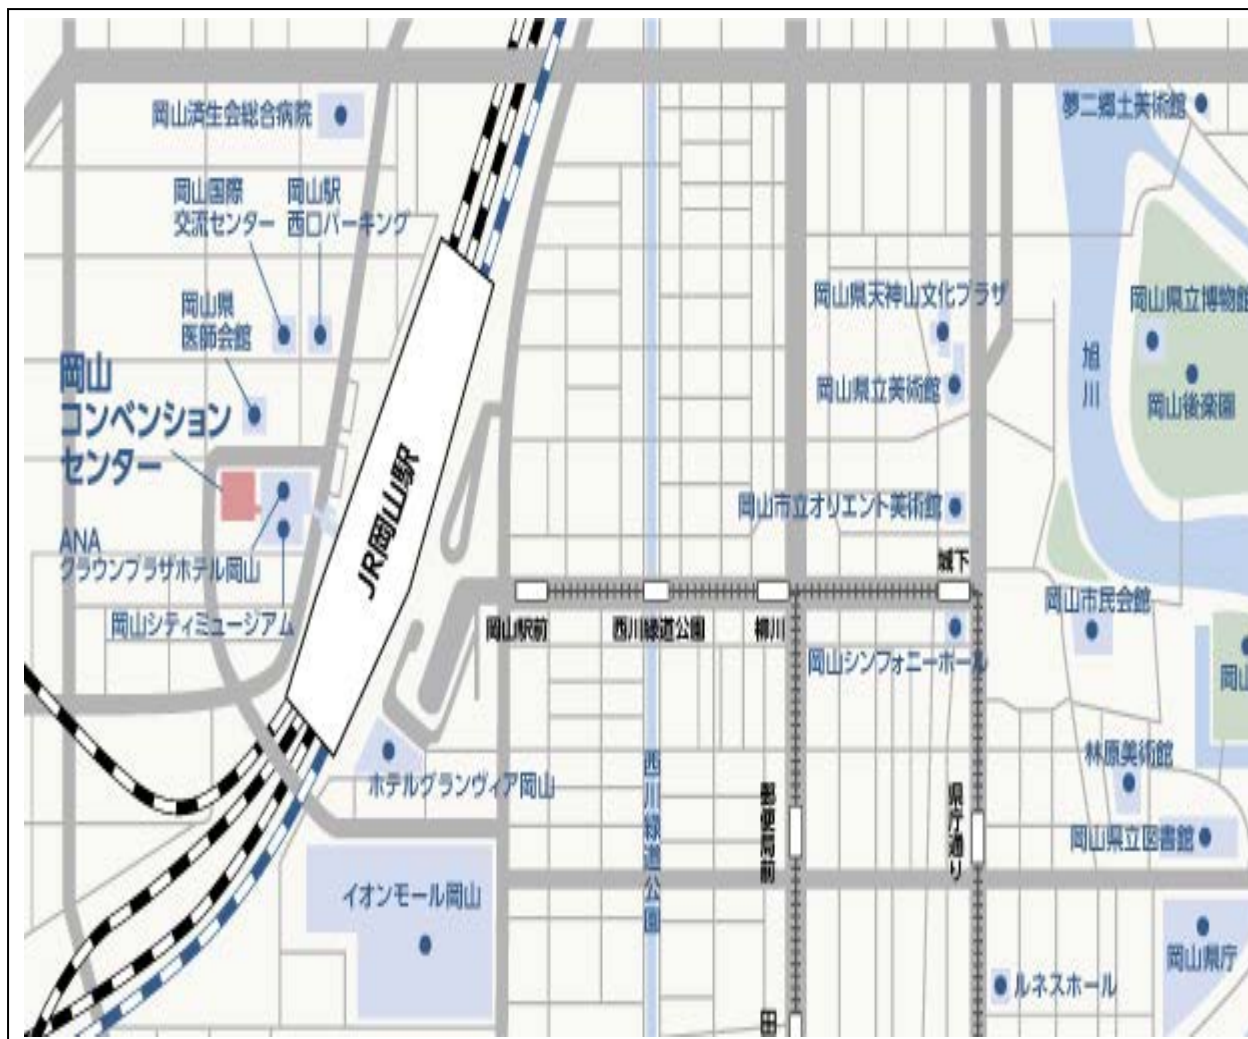 岡山済生会総合病院
夢二郷土美術館
岡山国際
交流センター
岡山駅
西口パーキング
岡山県
医師会館
岡山県天神山文化プラザ
岡山県立博物館
旭川
岡山後楽園
岡山県立美術館
岡山
コンベンション
センター
JR岡山駅
岡山市立オリエント美術館
ANA
クラウンプラザホテル岡山
城下
岡山市民会館
岡山シティミュージアム
岡山駅前
西川緑道公園
柳川
岡山シンフォニーホール
岡山
林原美術館
ホテルグランヴィア岡山
西川緑道公園
郵便局前
県庁通り
岡山県立図書館
イオンモール岡山
岡山県庁
ルネスホール
田